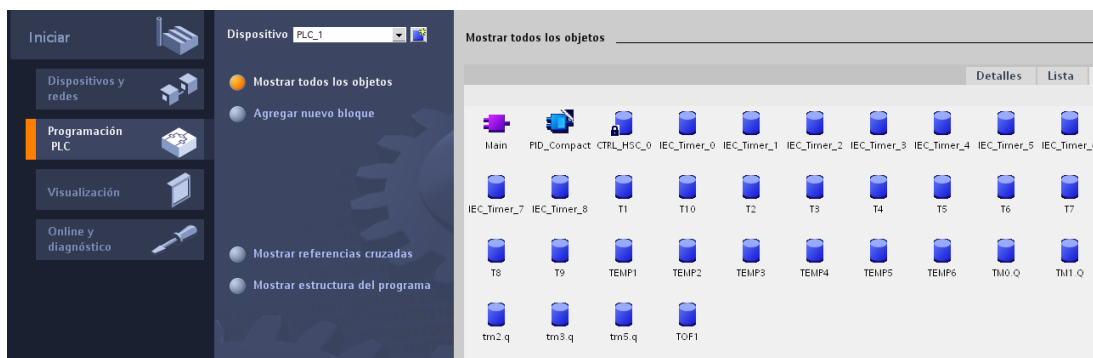 Iniciar
Dispositivos y
redes
Programación
PLC
Visualización
Online y
diagnóstico
Dispositivo PLC_1
Mostrar todos los objetos
Agregar nuevo bloque
Mostrar referencias cruzadas
Mostrar estructura del programa
Mostrar todos los objetos
Detalles Lista
Main PID_Compact CTRL_HSC_0 IEC_Timer_0 IEC_Timer_1 IEC_Timer_2 IEC_Timer_3 IEC_Timer_4 IEC_Timer_5 IEC_Timer_
IEC_Timer_7 IEC_Timer_8 T1 T10 T2 T3 T4 T5 T6 T7
T8 T9 TEMP1 TEMP2 TEMP3 TEMP4 TEMP5 TEMP6 TM0.Q TM1.Q
tm2.q tm3.q tm5.q TOF1